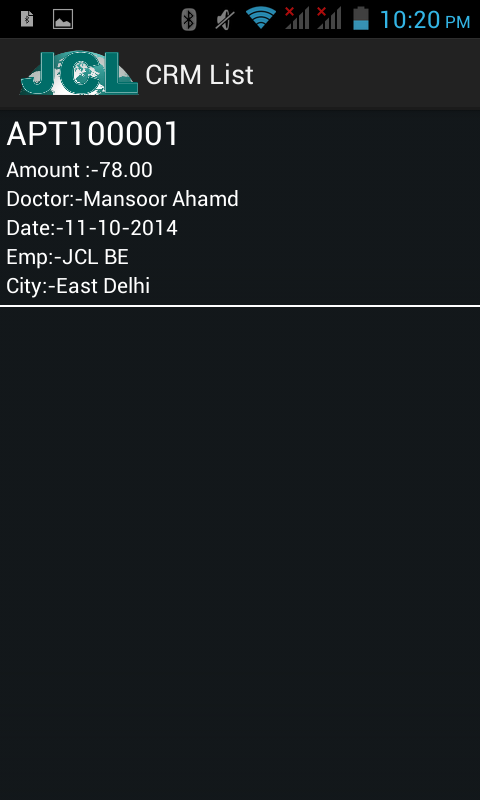 10:20 PM
JCL CRM List
APT100001
Amount :-78.00
Doctor:-Mansoor Ahamd
Date:-11-10-2014
Emp:-JCL BE
City:-East Delhi